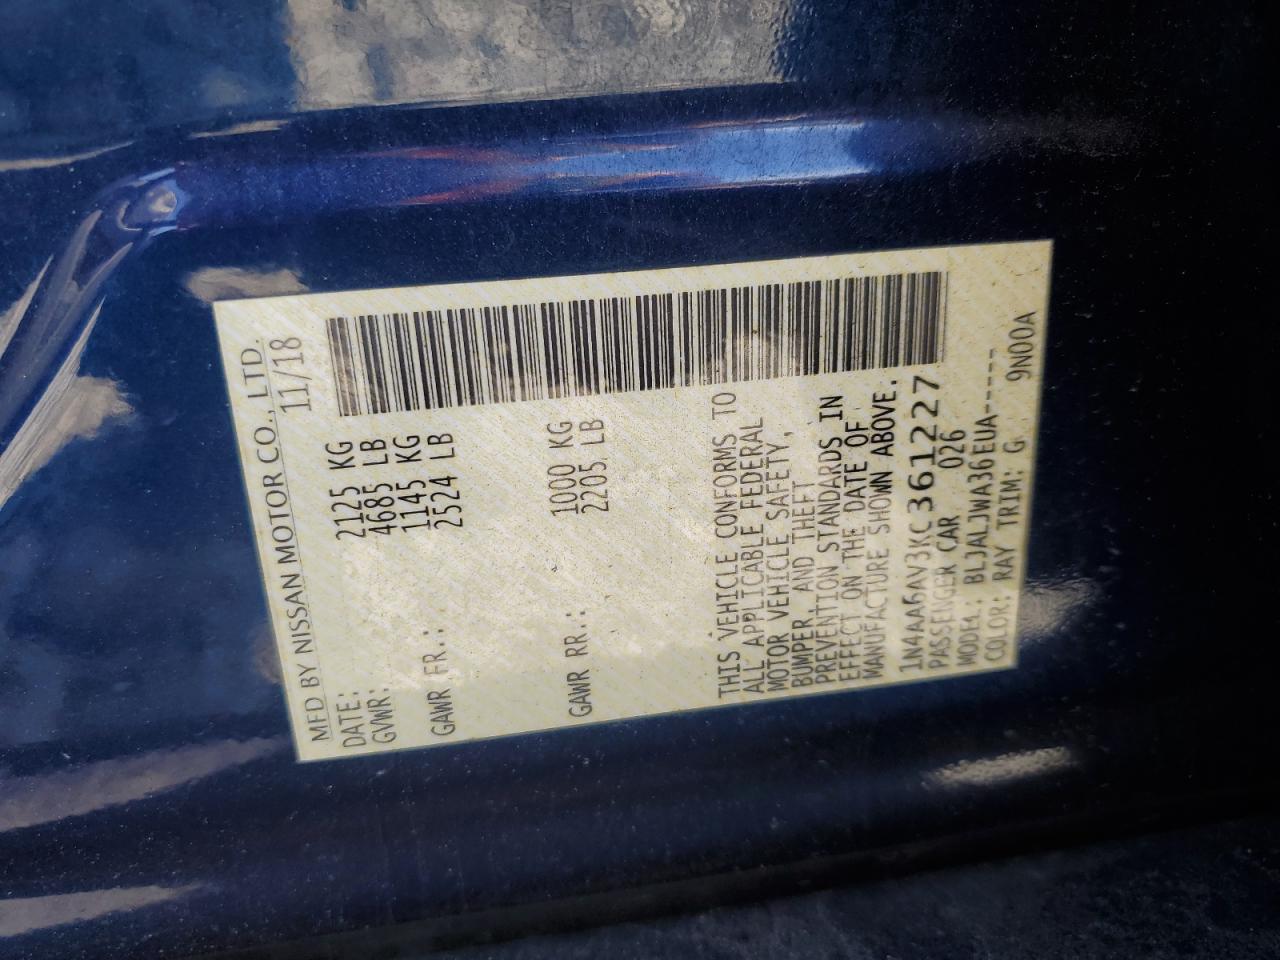 MFD BY NISSAN MOTOR CO., LTD.
DATE: 11/18
GVWR: 2125 KG
4685 LB
GAWR FR.: 1145 KG
2524 LB
GAWR RR.: 1000 KG
2205 LB
THIS VEHICLE CONFORMS TO
ALL APPLICABLE FEDERAL
MOTOR VEHICLE SAFETY,
BUMPER, AND THEFT
PREVENTION STANDARDS IN
EFFECT ON THE DATE OF
MANUFACTURE SHOWN ABOVE.
1N4AA6AV3KC361227
PASSENGER CAR 026
MODEL: BLJALJWA36EUA-----
COLOR: RAY TRIM: G 9N00A